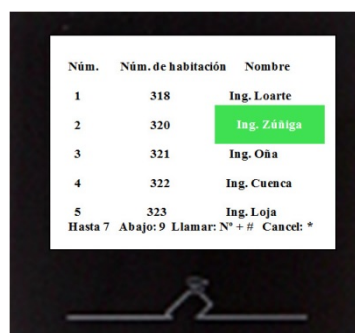 Núm. Núm. de habitación Nombre
1 318 Ing. Loarte
2 320 Ing. Zúñiga
3 321 Ing. Oña
4 322 Ing. Cuenca
5 323 Ing. Loja
Hasta 7 Abajo: 9 Llamar: Nº + # Cancel: *